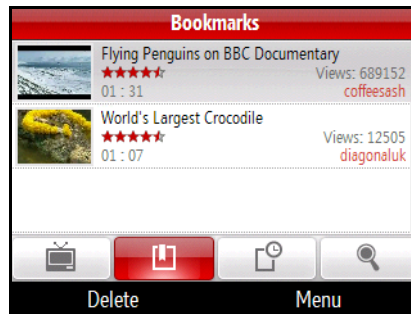 Bookmarks
Flying Penguins on BBC Documentary
Views: 689152
01 : 31
coffeesash
World's Largest Crocodile
Views: 12505
01 : 07
diagonaluk
Delete
Menu